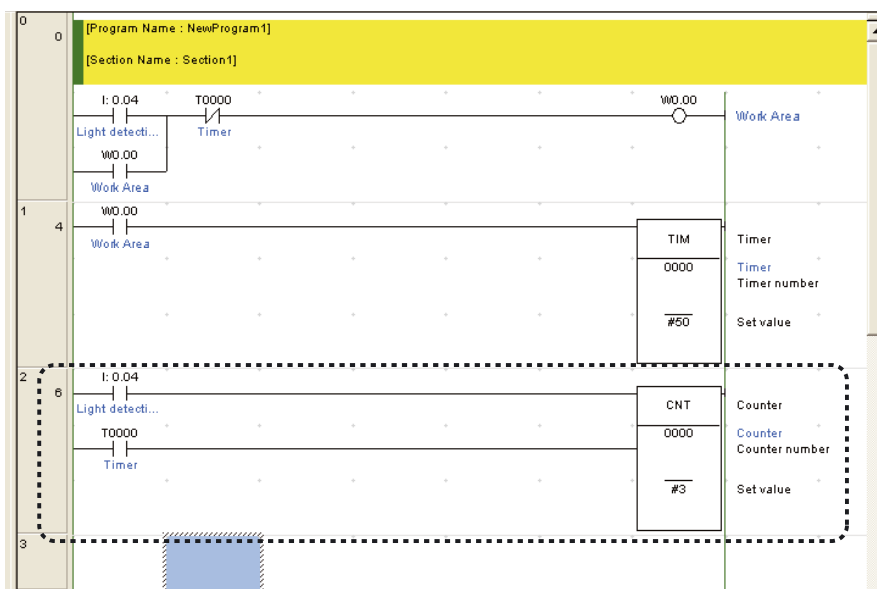 0
0
[Program Name : NewProgram1]
[Section Name : Section1]
I: 0.04 T0000 W0.00
Work Area
Light detecti... Timer
W0.00
Work Area
1
4
W0.00
Work Area
TIM Timer
0000 Timer
Timer number
#50 Set value
2
6
I: 0.04
Light detecti...
CNT Counter
T0000
0000 Counter
Counter number
Timer
#3 Set value
3